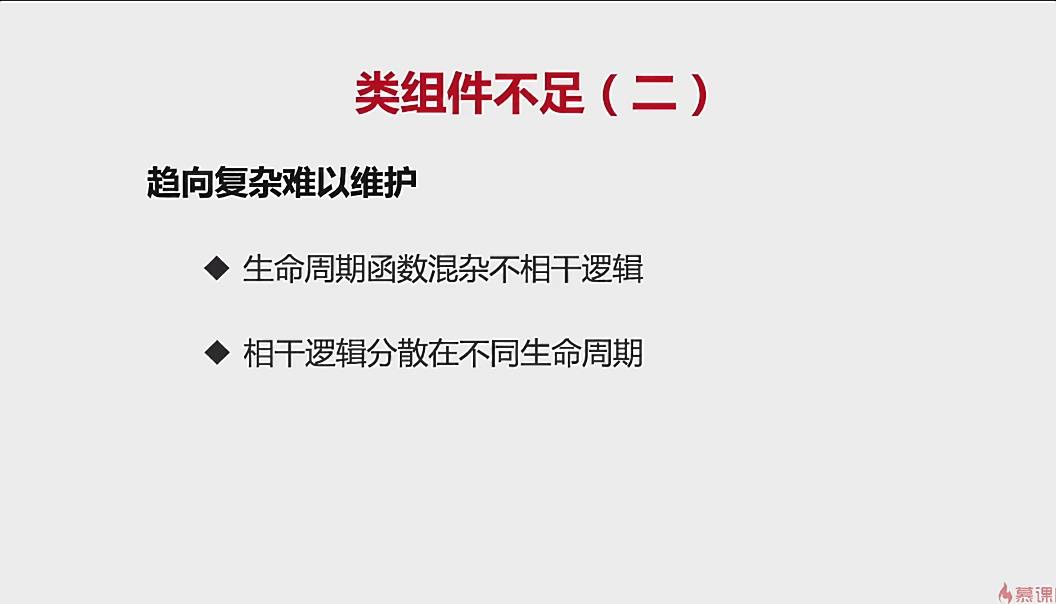 类组件不足（二）
趋向复杂难以维护
◆ 生命周期函数混杂不相干逻辑
◆ 相干逻辑分散在不同生命周期
慕课